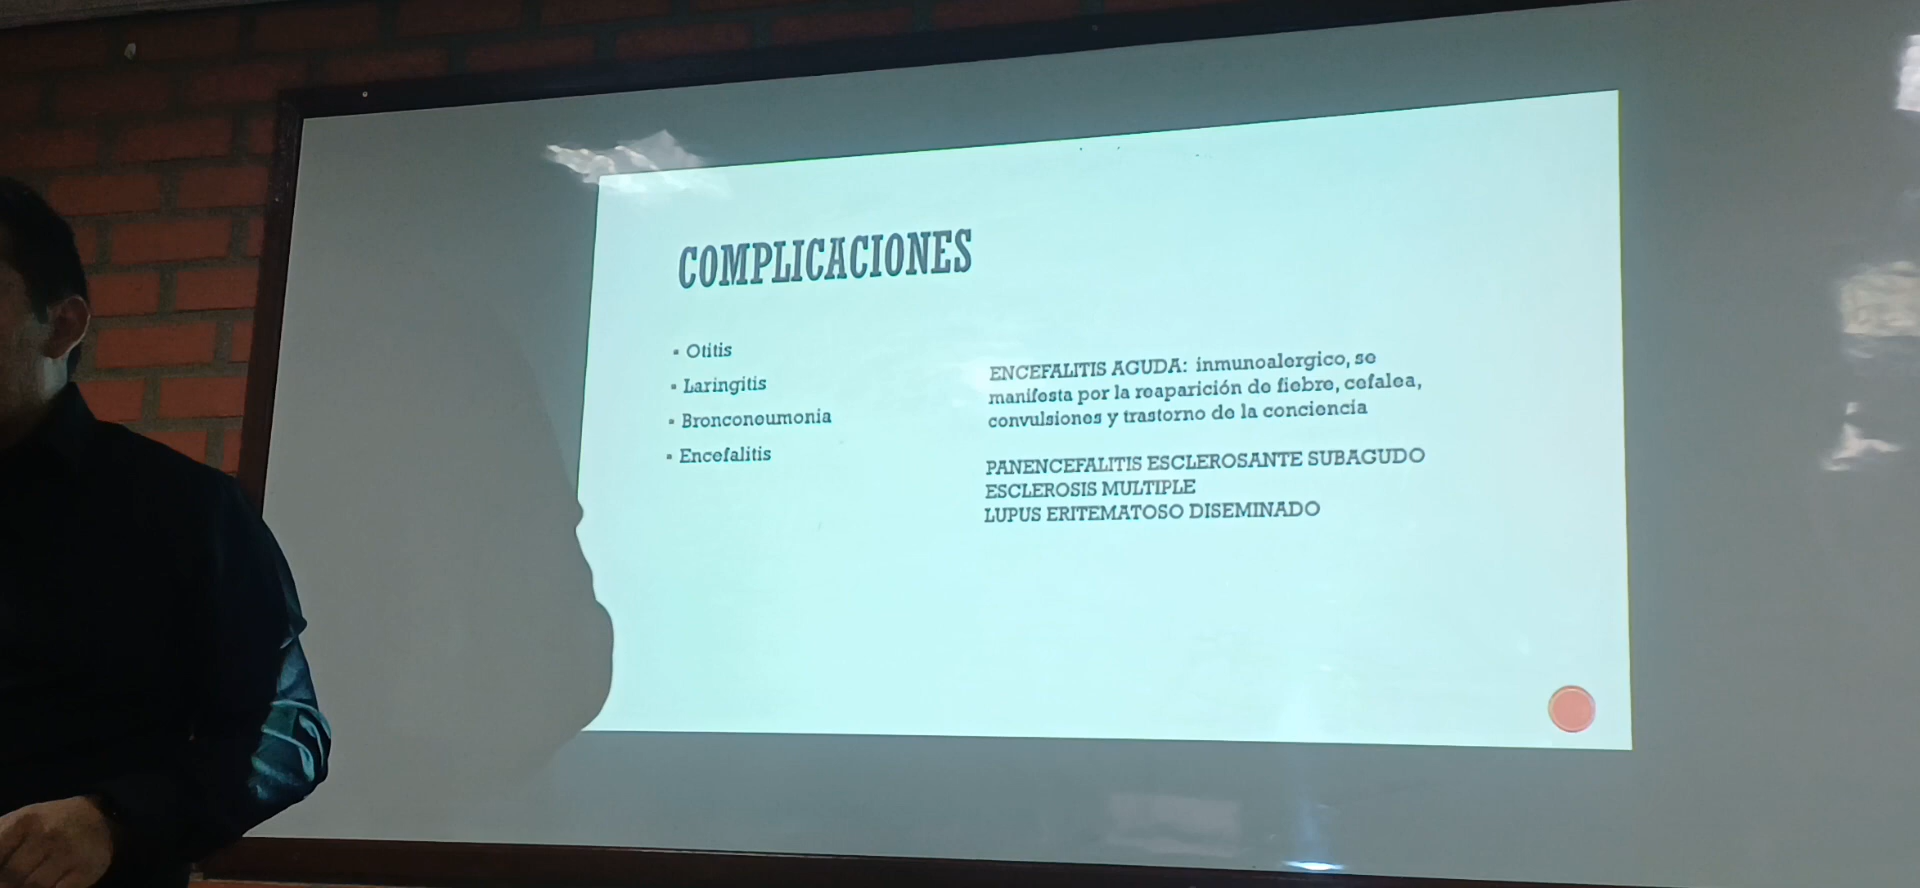 COMPLICACIONES
▪ Otitis
▪ Laringitis
▪ Bronconeumonia
▪ Encefalitis
ENCEFALITIS AGUDA: inmunoalergico, se
manifesta por la reaparición de fiebre, cefalea,
convulsiones y trastorno de la conciencia
PANENCEFALITIS ESCLEROSANTE SUBAGUDO
ESCLEROSIS MULTIPLE
LUPUS ERITEMATOSO DISEMINADO